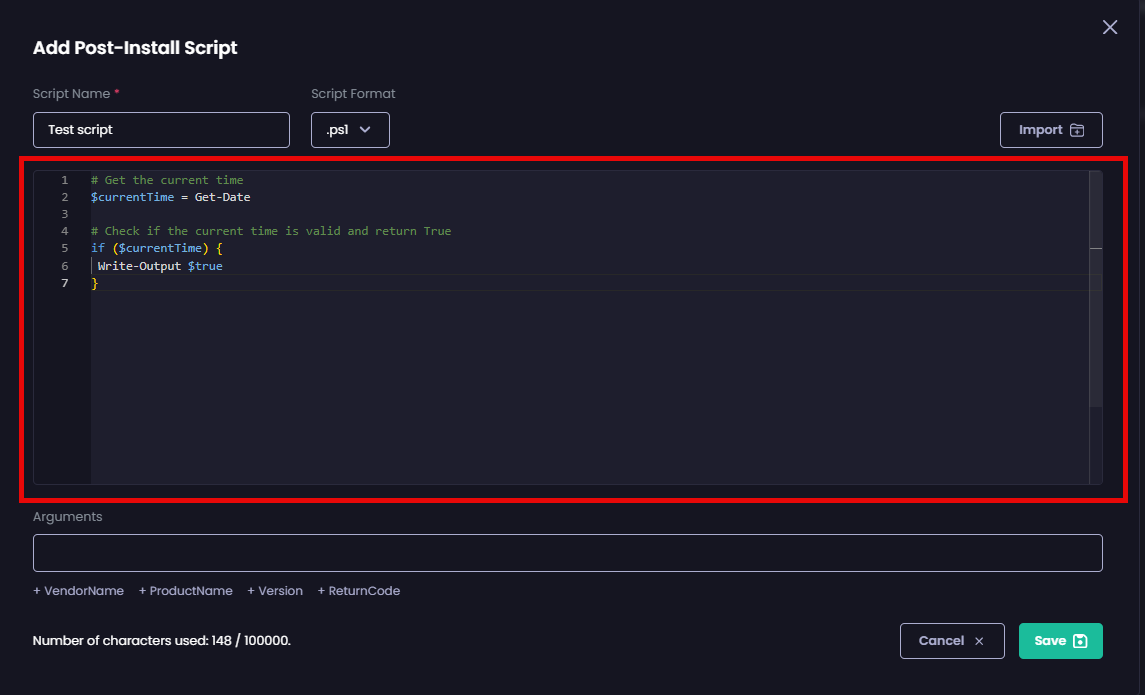 Add Post-Install Script
Script Name *
Script Format
Test script
.ps1
Import
1 # Get the current time
2 $currentTime = Get-Date
3
4 # Check if the current time is valid and return True
5 if ($currentTime) {
6 Write-Output $true
7 }
Arguments
+ VendorName + ProductName + Version + ReturnCode
Number of characters used: 148 / 100000.
Cancel
Save